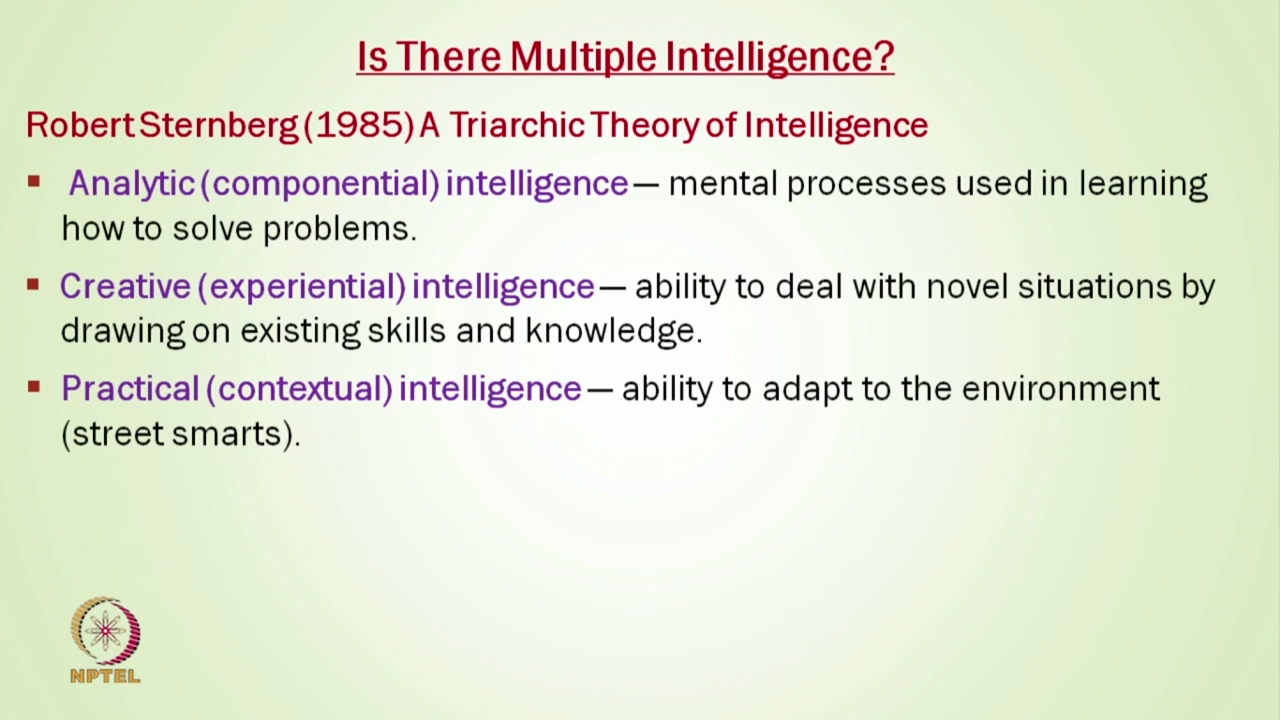 Is There Multiple Intelligence?
Robert Sternberg (1985) A Triarchic Theory of Intelligence
▪ Analytic (componential) intelligence — mental processes used in learning
how to solve problems.
▪ Creative (experiential) intelligence — ability to deal with novel situations by
drawing on existing skills and knowledge.
▪ Practical (contextual) intelligence — ability to adapt to the environment
(street smarts).
NPTEL